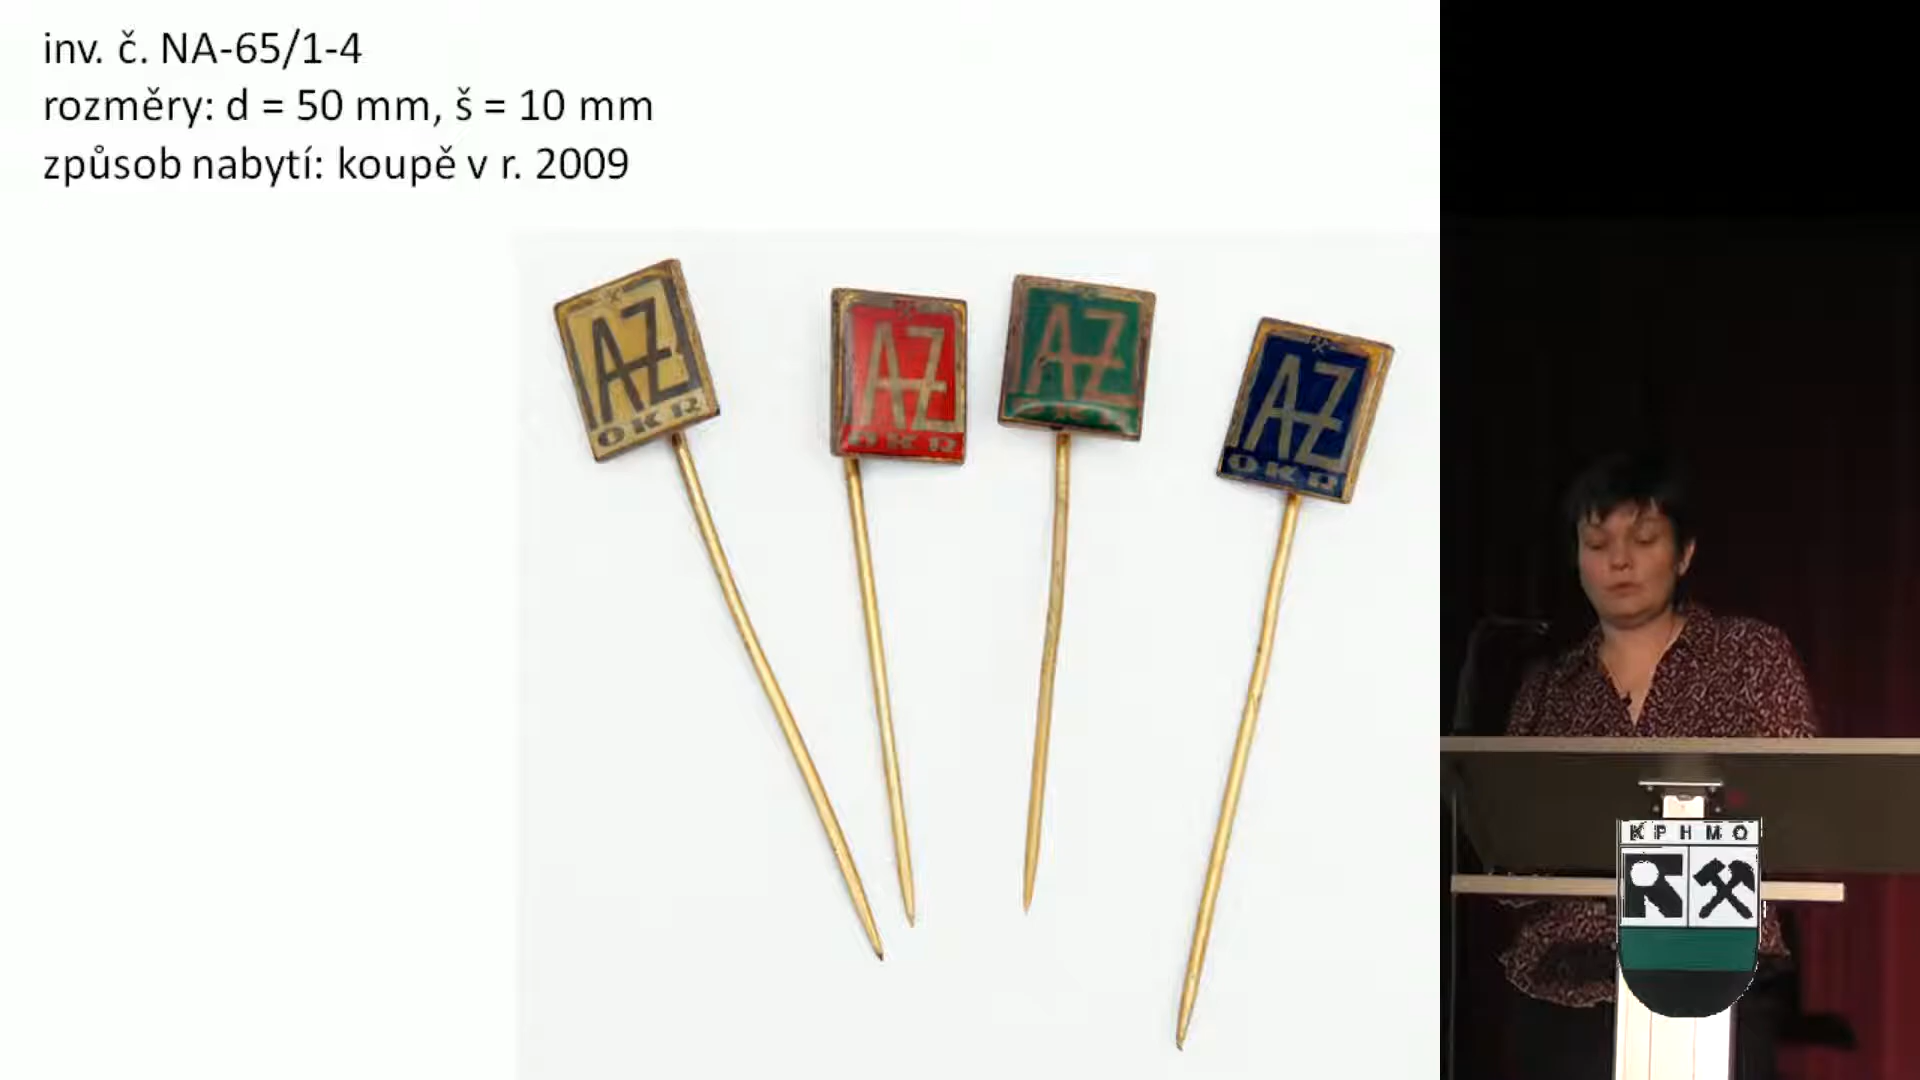 inv. č. NA-65/1-4
rozměry: d = 50 mm, š = 10 mm
způsob nabytí: koupě v r. 2009
AZ
OKR
AZ
OKR
AZ
OKR
AZ
OKR
KPHMO